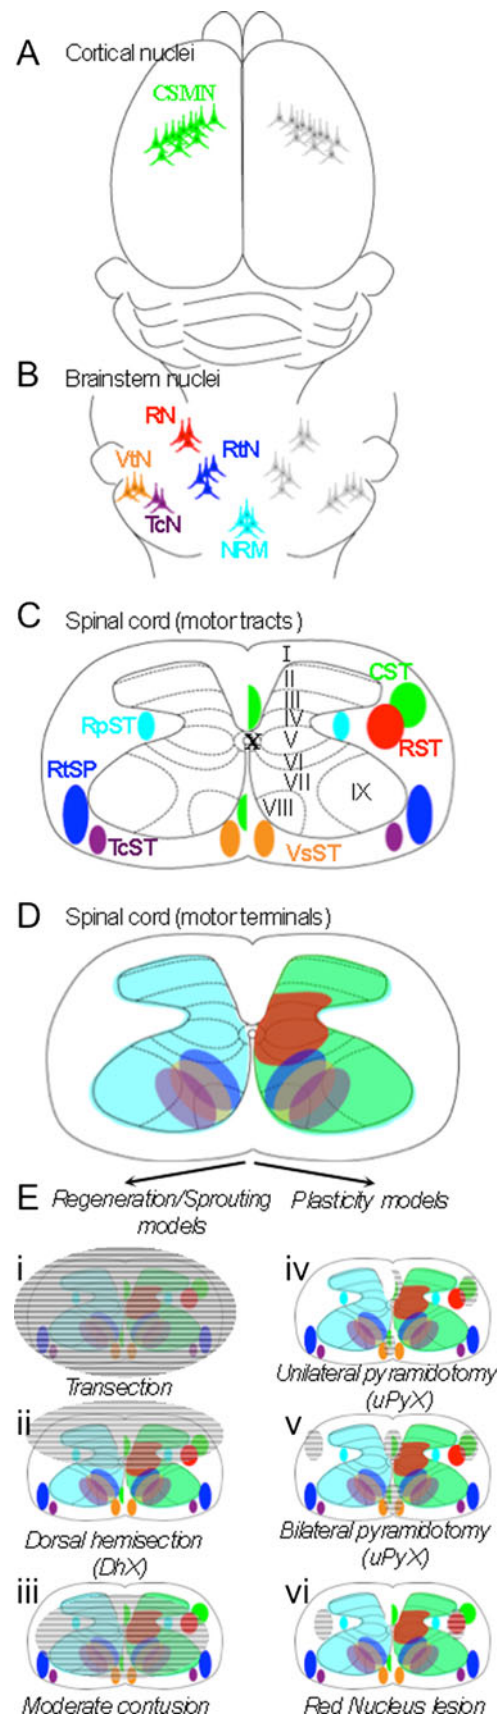 A Cortical nuclei
CSMN
B Brainstem nuclei
RN
RtN
VtN
TcN
NRM
C Spinal cord (motor tracts)
I
II
III
IV
V
VI
VII
VIII
IX
X
CST
RpST
RST
RtSP
TcST
VsST
D Spinal cord (motor terminals)
E Regeneration/Sprouting
models
Plasticity models
i
Transection
ii
Dorsal hemisection
(DhX)
iii
Moderate contusion
iv
Unilateral pyramidotomy
(uPyX)
v
Bilateral pyramidotomy
(uPyX)
vi
Red Nucleus lesion